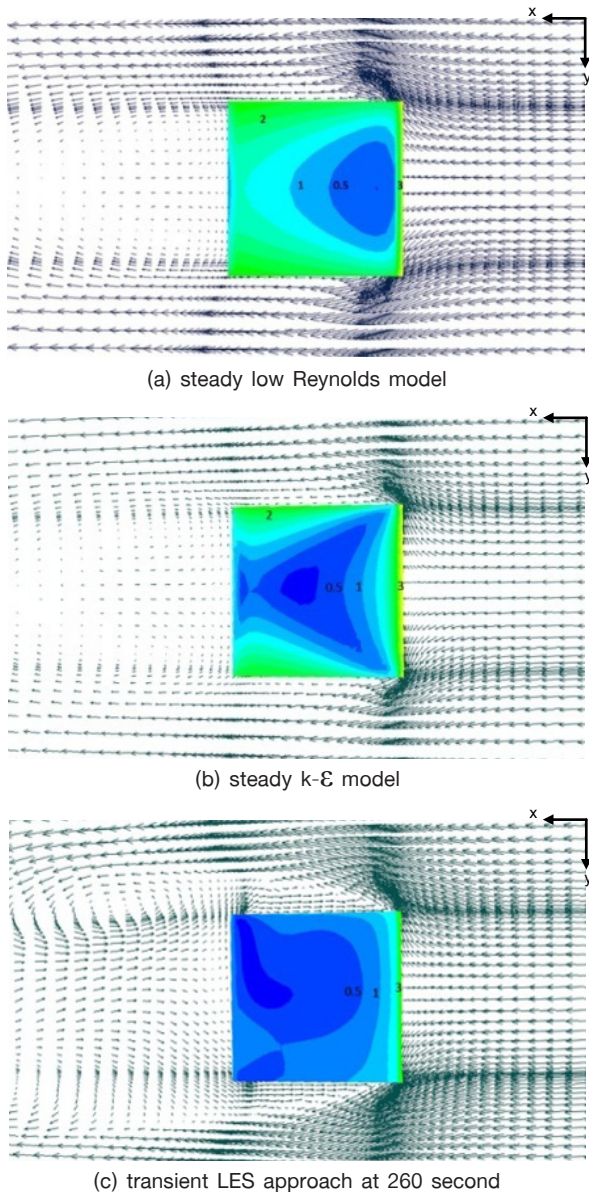 x
y
2
1 0.5 3
(a) steady low Reynolds model
x
y
2
0.5 1 3
(b) steady k-ε model
x
y
0.5 1 3
(c) transient LES approach at 260 second